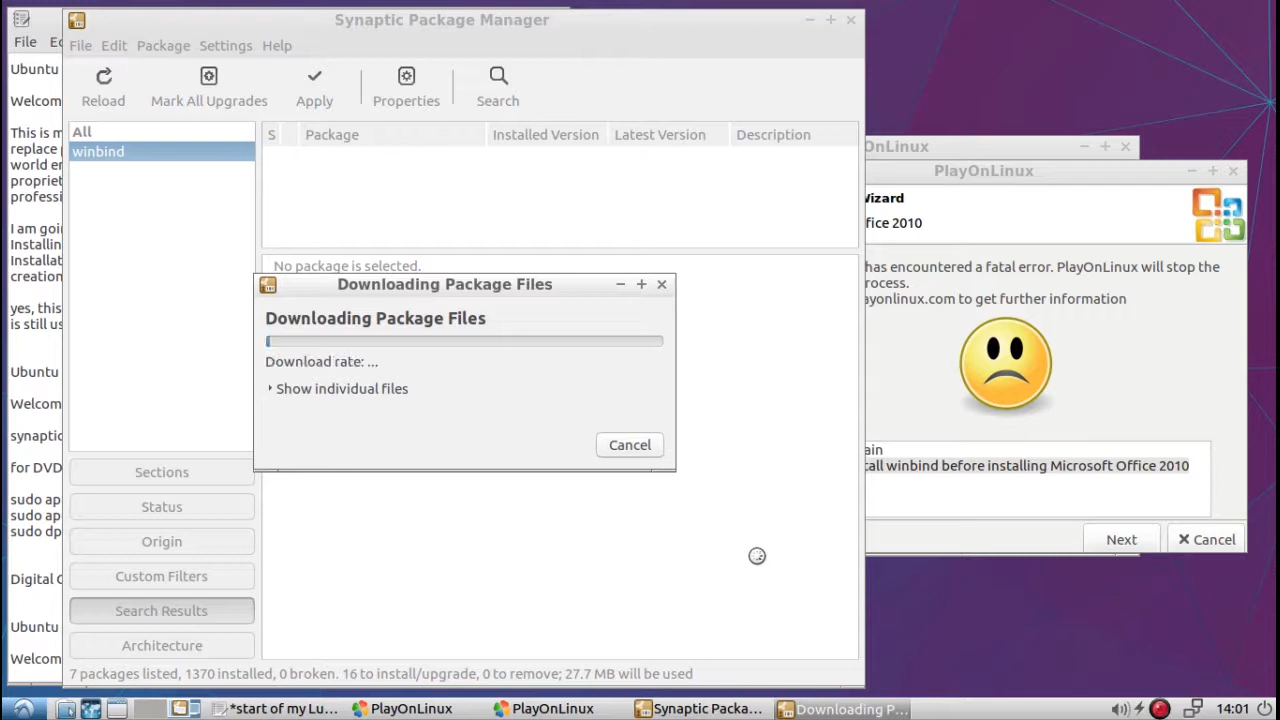 Synaptic Package Manager
File Edit Package Settings Help
Reload Mark All Upgrades Apply Properties Search
All
winbind
S Package Installed Version Latest Version Description
No package is selected.
Downloading Package Files
Downloading Package Files
Download rate: ...
Show individual files
Cancel
Sections
Status
Origin
Custom Filters
Search Results
Architecture
7 packages listed, 1370 installed, 0 broken. 16 to install/upgrade, 0 to remove; 27.7 MB will be used
File
Ubuntu
Welcom
This is m
replace
world en
propriet
profession
I am goi
Installin
Installat
creation
yes, this
is still us
Ubuntu
Welcom
synaptic
for DVD
sudo ap
sudo ap
sudo dp
Digital C
Ubuntu
Welcom
OnLinux
PlayOnLinux
Wizard
fice 2010
has encountered a fatal error. PlayOnLinux will stop the
rocess.
ayonlinux.com to get further information
ain
all winbind before installing Microsoft Office 2010
Next Cancel
*start of my Lu... PlayOnLinux PlayOnLinux Synaptic Packa... Downloading P... 14:01